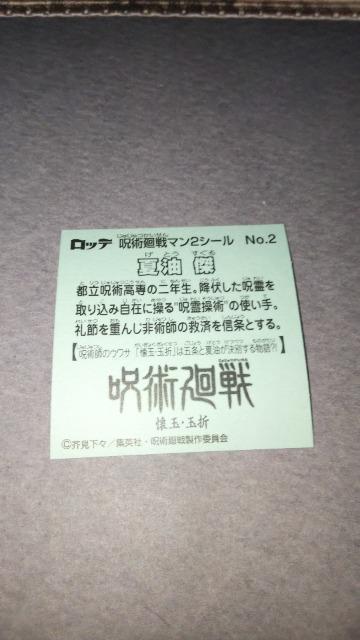 ロッテ 呪術廻戦マン2シール No.2
夏油 傑
都立呪術高専の二年生。降伏した呪霊を
取り込み自在に操る"呪霊操術"の使い手。
礼節を重んじ非術師の救済を信条とする。
【呪術師のウワサ 「懐玉・玉折」は五条と夏油が決別する物語?!】
呪術廻戦
懐玉・玉折
©芥見下々/集英社・呪術廻戦製作委員会